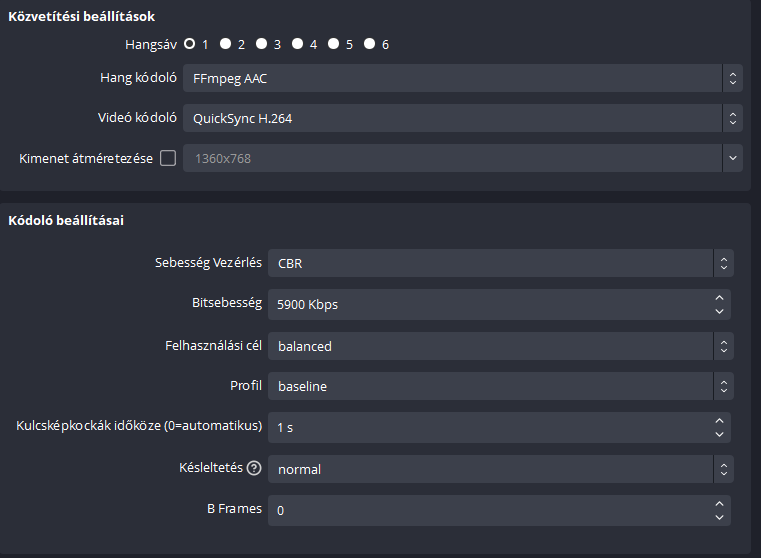 Közvetítési beállítások
Hangsáv 1 2 3 4 5 6
Hang kódoló FFmpeg AAC
Videó kódoló QuickSync H.264
Kimenet átméretezése 1360x768
Kódoló beállításai
Sebesség Vezérlés CBR
Bitsebesség 5900 Kbps
Felhasználási cél balanced
Profil baseline
Kulcsképkockák időköze (0=automatikus) 1 s
Késleltetés ? normal
B Frames 0